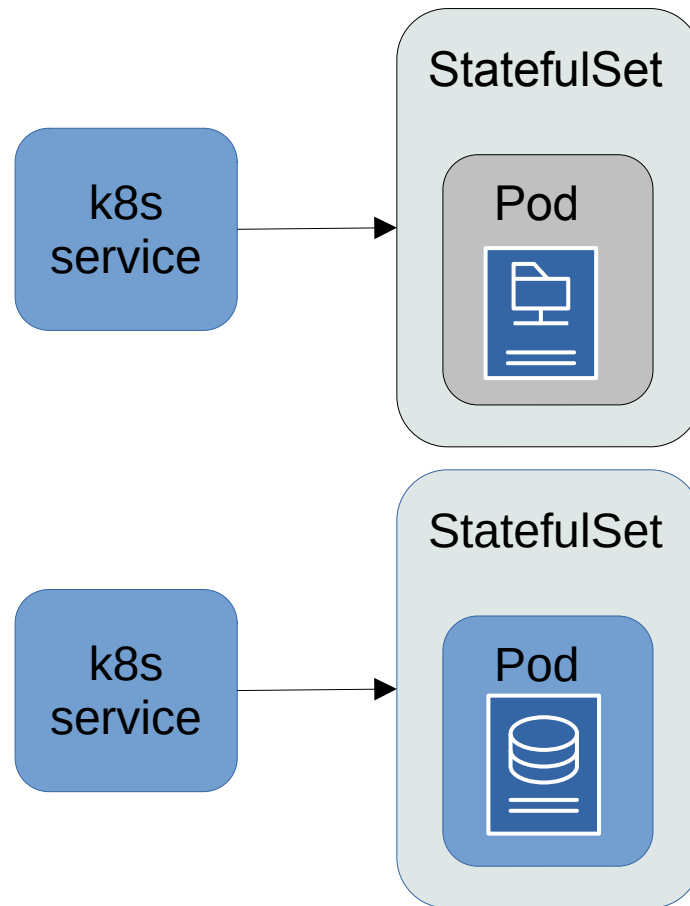 StatefulSet
k8s
service
Pod
StatefulSet
k8s
service
Pod